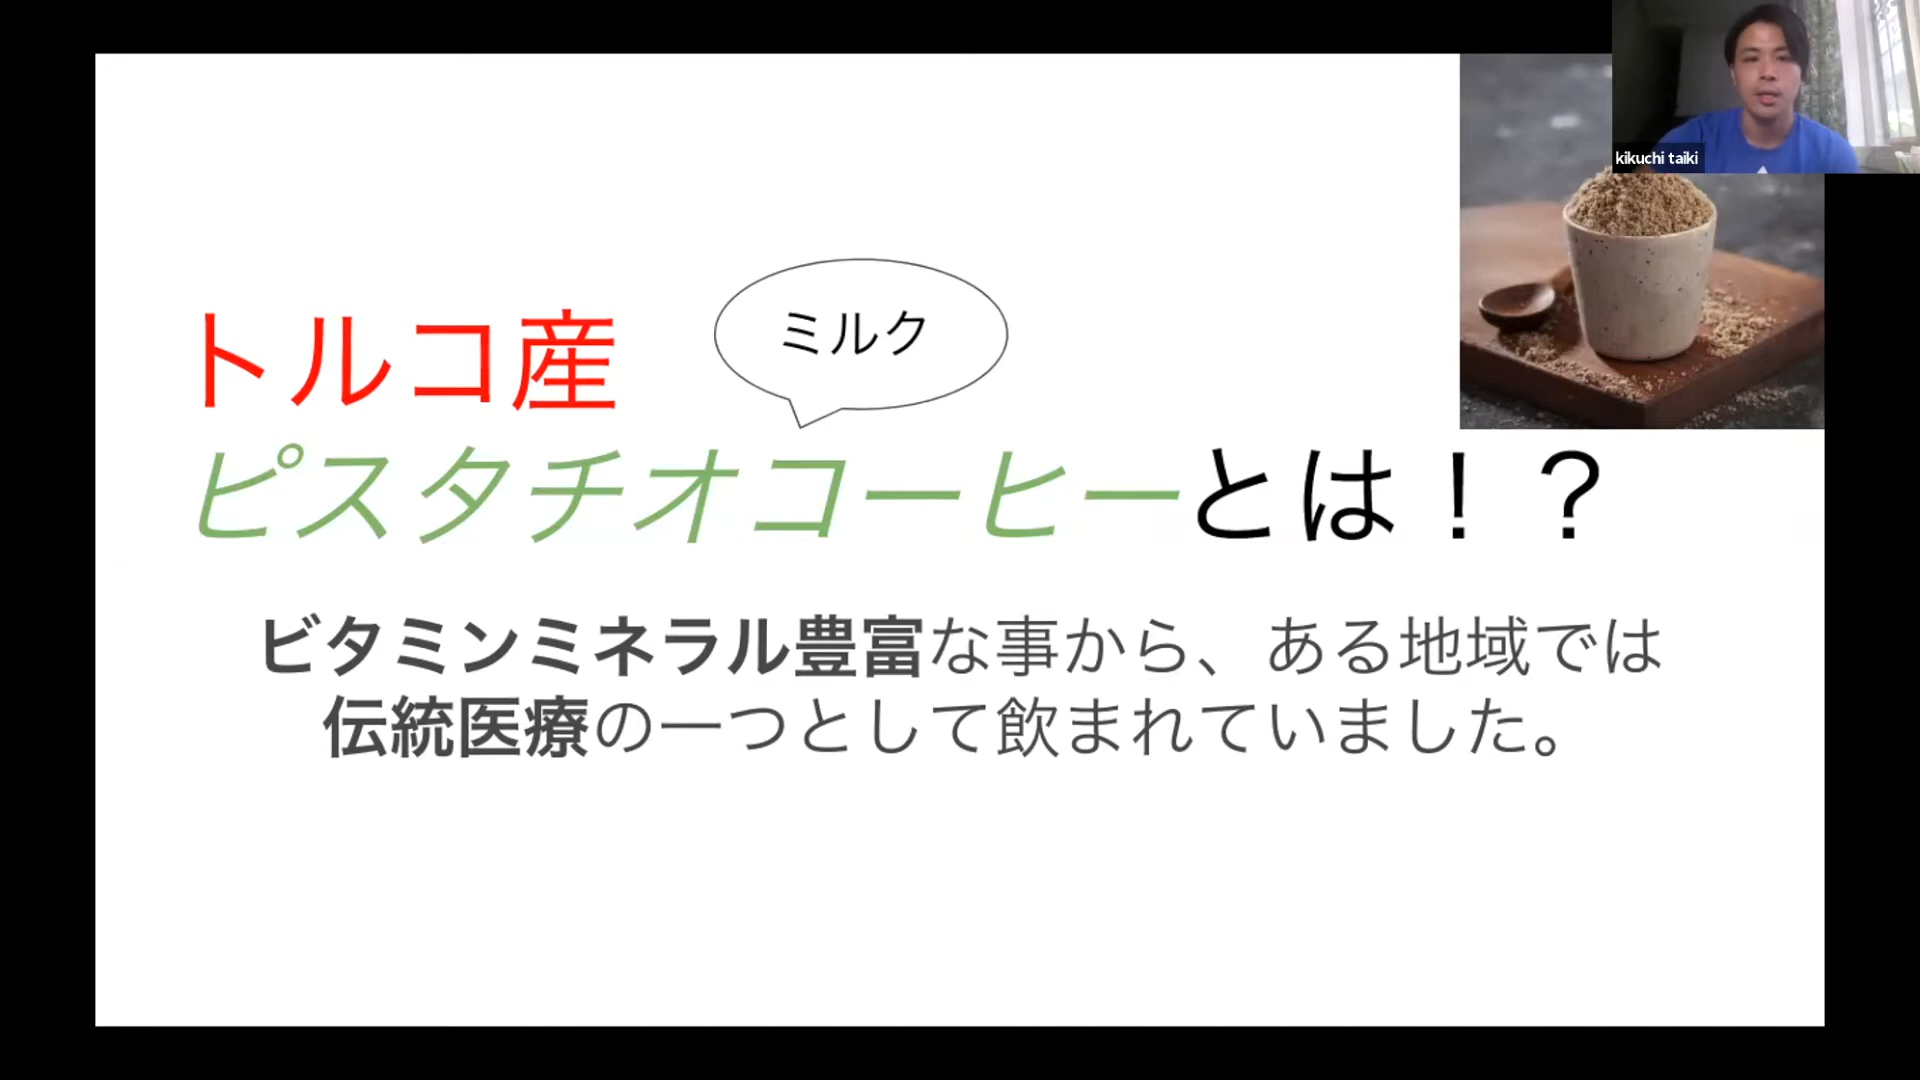 kikuchi taiki
トルコ産
ミルク
ピスタチオコーヒーとは！？
ビタミンミネラル豊富な事から、ある地域では
伝統医療の一つとして飲まれていました。